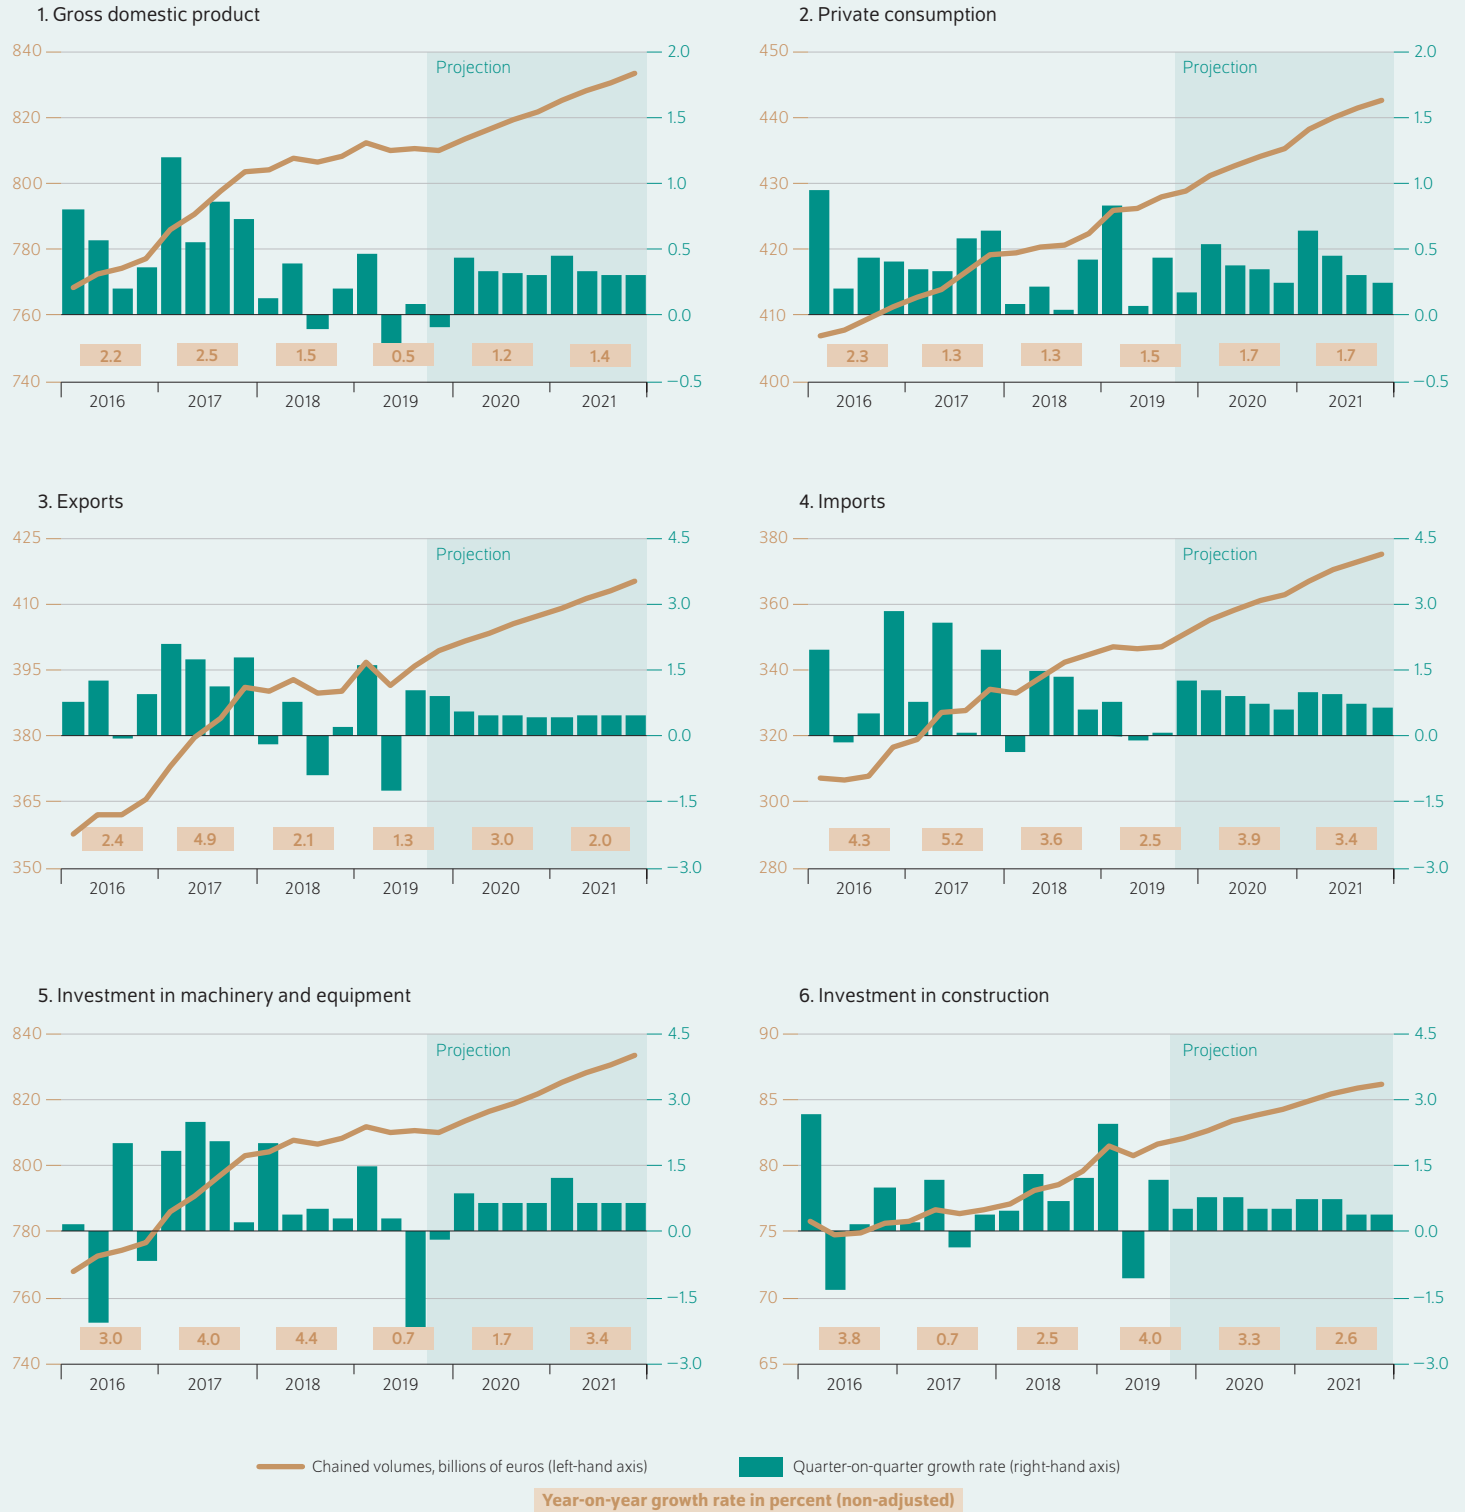 1. Gross domestic product
840
820
800
780
760
740
2.0
1.5
1.0
0.5
0.0
−0.5
Projection
2.2 2.5 1.5 0.5 1.2 1.4
2016 2017 2018 2019 2020 2021
2. Private consumption
450
440
430
420
410
400
2.0
1.5
1.0
0.5
0.0
−0.5
Projection
2.3 1.3 1.3 1.5 1.7 1.7
2016 2017 2018 2019 2020 2021
3. Exports
425
410
395
380
365
350
4.5
3.0
1.5
0.0
−1.5
−3.0
Projection
2.4 4.9 2.1 1.3 3.0 2.0
2016 2017 2018 2019 2020 2021
4. Imports
380
360
340
320
300
280
4.5
3.0
1.5
0.0
−1.5
−3.0
Projection
4.3 5.2 3.6 2.5 3.9 3.4
2016 2017 2018 2019 2020 2021
5. Investment in machinery and equipment
840
820
800
780
760
740
4.5
3.0
1.5
0.0
−1.5
−3.0
Projection
3.0 4.0 4.4 0.7 1.7 3.4
2016 2017 2018 2019 2020 2021
6. Investment in construction
90
85
80
75
70
65
4.5
3.0
1.5
0.0
−1.5
−3.0
Projection
3.8 0.7 2.5 4.0 3.3 2.6
2016 2017 2018 2019 2020 2021
Chained volumes, billions of euros (left-hand axis)
Quarter-on-quarter growth rate (right-hand axis)
Year-on-year growth rate in percent (non-adjusted)